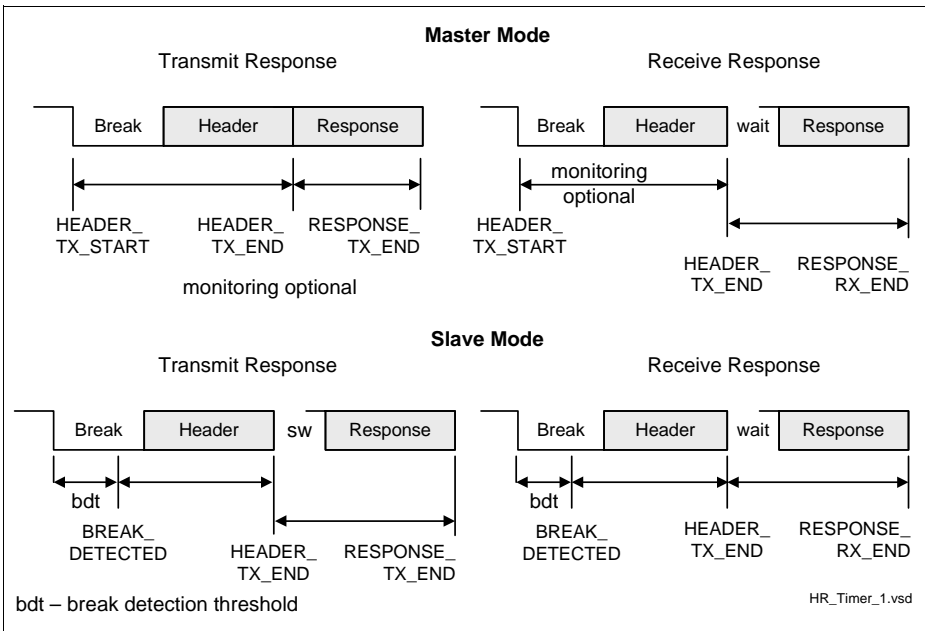 Master Mode
Transmit Response
Receive Response
Break Header Response
Break Header wait Response
monitoring
optional
HEADER_
TX_START
HEADER_
TX_END
RESPONSE_
TX_END
HEADER_
TX_START
HEADER_
TX_END
RESPONSE_
RX_END
monitoring optional
Slave Mode
Transmit Response
Receive Response
Break Header sw Response
Break Header wait Response
bdt
BREAK_
DETECTED
HEADER_
TX_END
RESPONSE_
TX_END
bdt
BREAK_
DETECTED
HEADER_
TX_END
RESPONSE_
RX_END
bdt – break detection threshold
HR_Timer_1.vsd